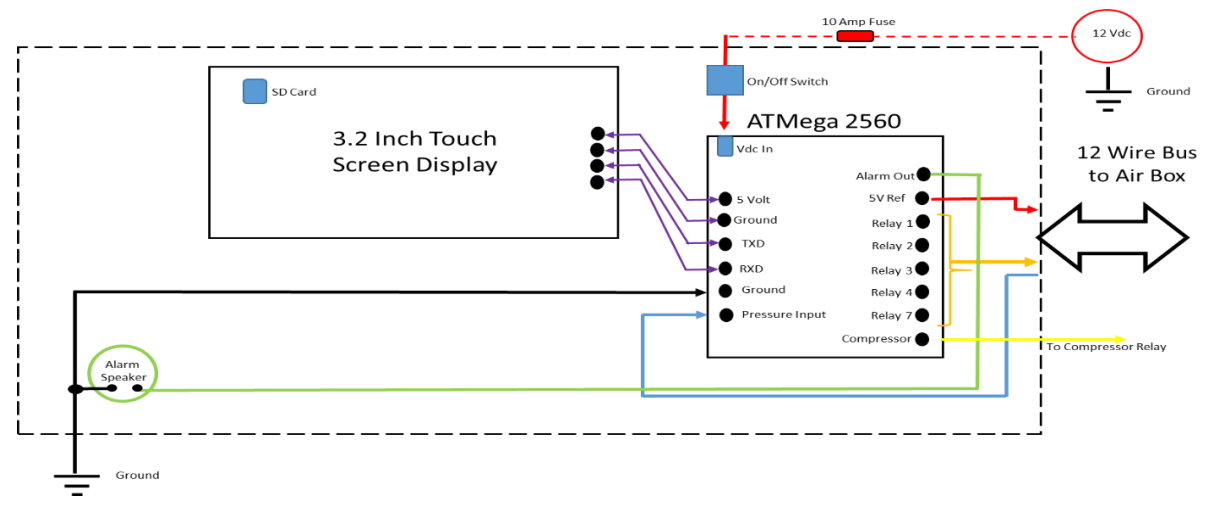 10 Amp Fuse
12 Vdc
Ground
SD Card
3.2 Inch Touch
Screen Display
On/Off Switch
ATMega 2560
Vdc In
5 Volt
Ground
TXD
RXD
Ground
Pressure Input
Alarm Out
5V Ref
Relay 1
Relay 2
Relay 3
Relay 4
Relay 7
Compressor
12 Wire Bus
to Air Box
To Compressor Relay
Alarm
Speaker
Ground